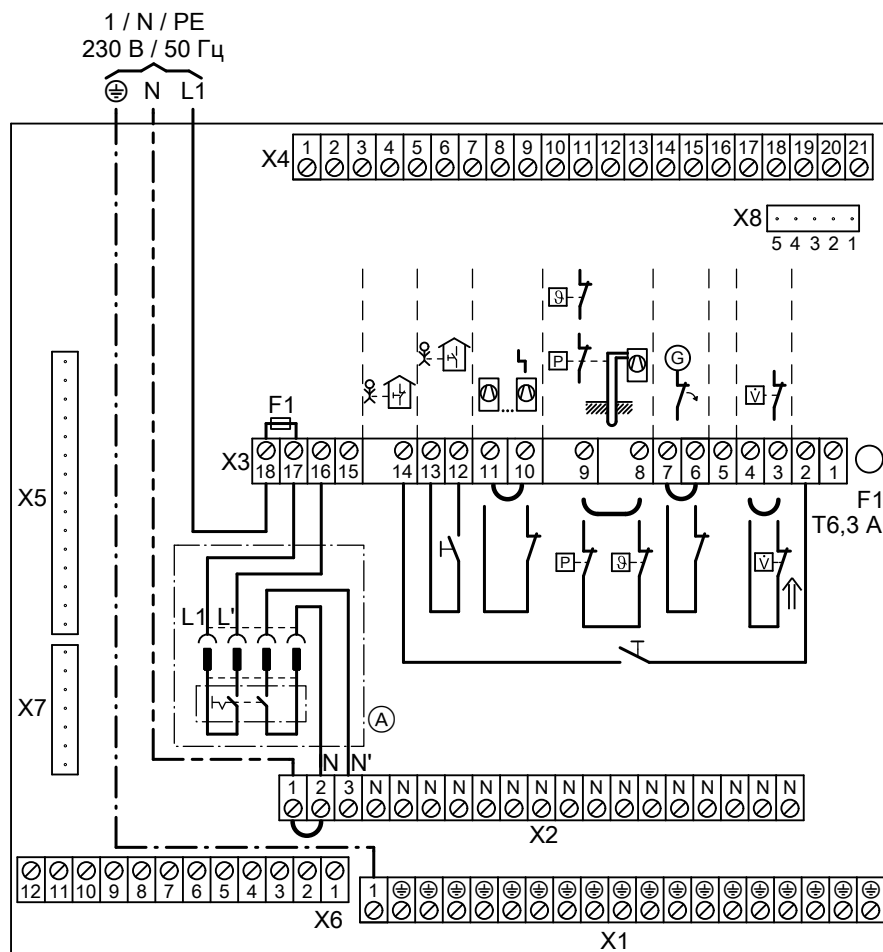 1 / N / PE
230 В / 50 Гц
N L1
X4
1 2 3 4 5 6 7 8 9 10 11 12 13 14 15 16 17 18 19 20 21
X8
5 4 3 2 1
ϑ
P
G
V̇
F1
X3
18 17 16 15 14 13 12 11 10 9 8 7 6 5 4 3 2 1
F1
T6,3 A
X5
P
ϑ
V̇
L1 L'
X7
A
N N'
1 2 3 N N N N N N N N N N N N N N N N
X2
12 11 10 9 8 7 6 5 4 3 2 1
X6
1
X1